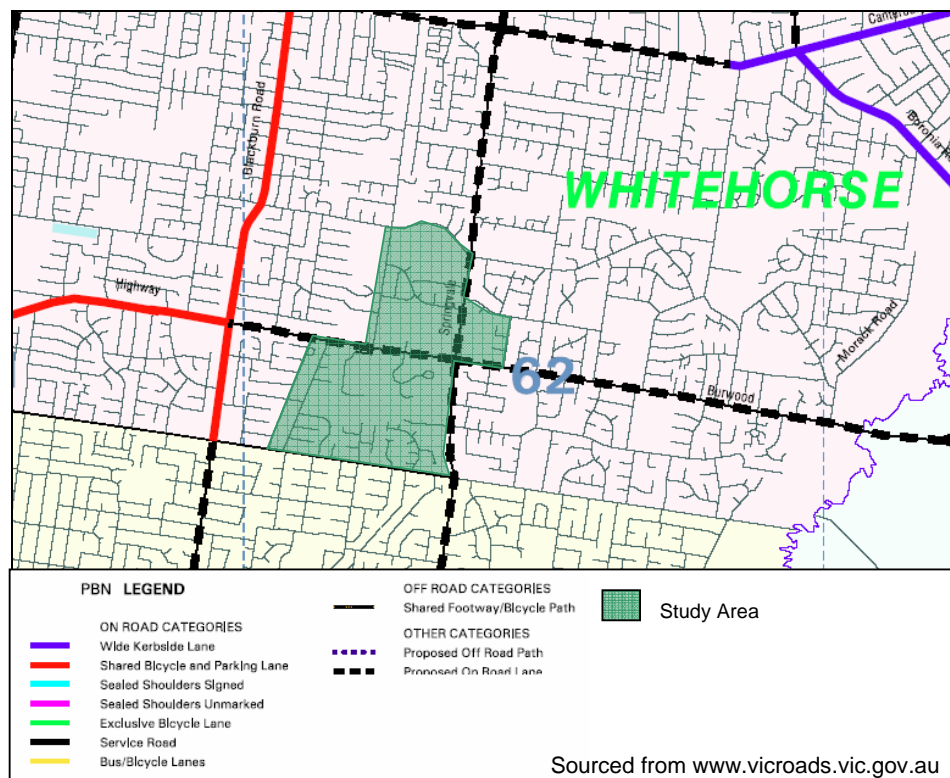 Canterbu
Blackburn Road
Boronia R
WHITEHORSE
Highway
Springvale
Morack Road
62
Burwood
PBN LEGEND
ON ROAD CATEGORIES
Wide Kerbside Lane
Shared Bicycle and Parking Lane
Sealed Shoulders Signed
Sealed Shoulders Unmarked
Exclusive Bicycle Lane
Service Road
Bus/Bicycle Lanes
OFF ROAD CATEGORIES
Shared Footway/Bicycle Path
OTHER CATEGORIES
Proposed Off Road Path
Proposed On Road Lane
Study Area
Sourced from www.vicroads.vic.gov.au